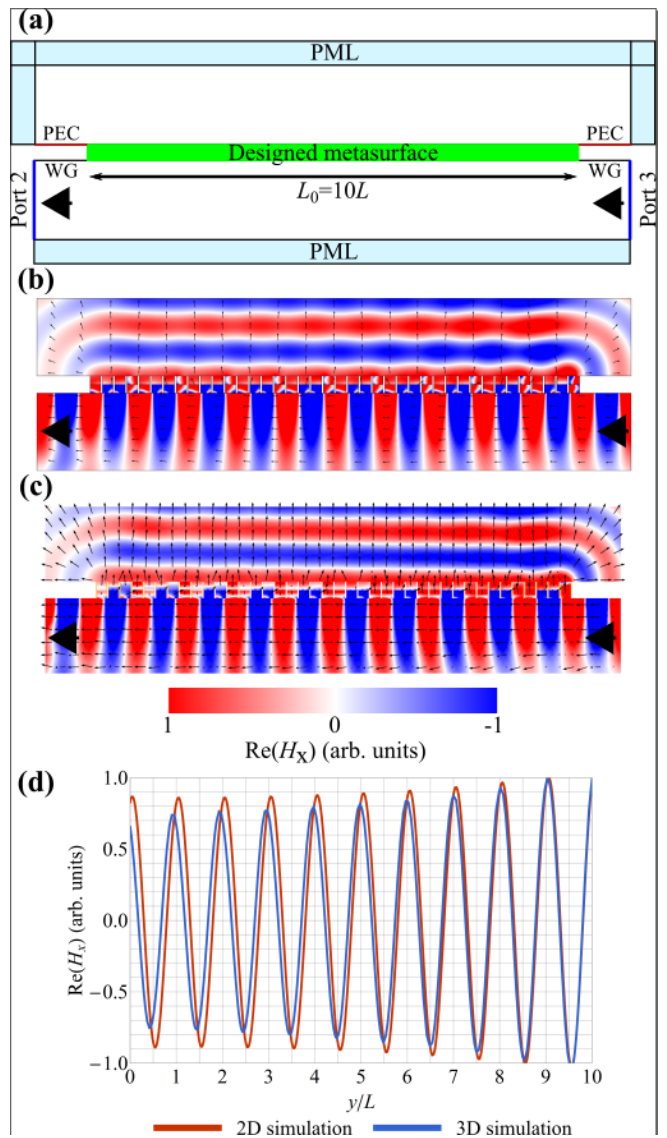 (a)
PML
PEC
PEC
Designed metasurface
WG
WG
L₀=10L
Port 2
Port 3
PML
(b)
(c)
1
0
-1
Re(Hx) (arb. units)
(d)
1.0
0.5
0.0
−0.5
−1.0
Re(Hₓ) (arb. units)
0 1 2 3 4 5 6 7 8 9 10
y/L
2D simulation
3D simulation